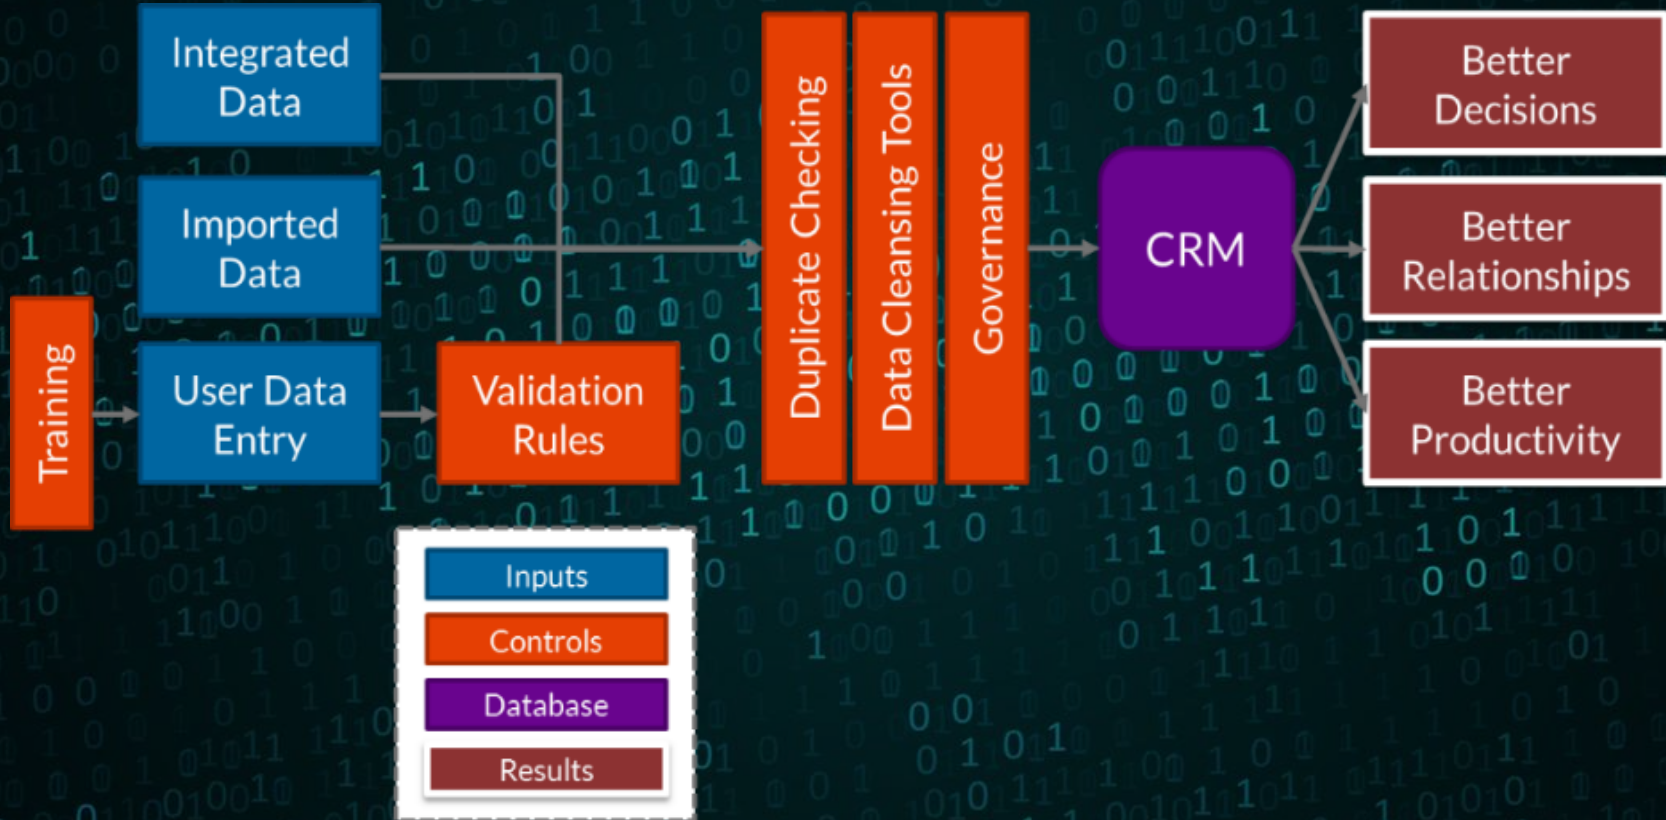 Integrated
Data
Imported
Data
Training
User Data
Entry
Validation
Rules
Duplicate Checking
Data Cleansing Tools
Governance
CRM
Better
Decisions
Better
Relationships
Better
Productivity
Inputs
Controls
Database
Results